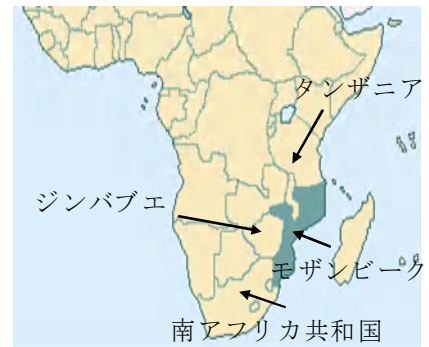 タンザニア
ジンバブエ
モザンビーク
南アフリカ共和国